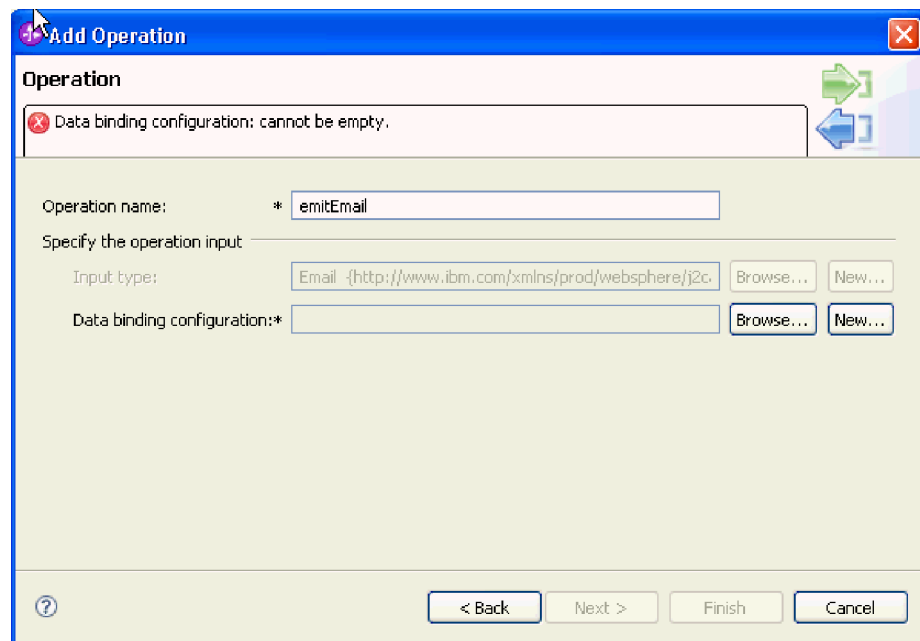 Add Operation
Operation
Data binding configuration: cannot be empty.
Operation name: * emitEmail
Specify the operation input
Input type: Email {http://www.ibm.com/xmlns/prod/websphere/j2c Browse... New...
Data binding configuration:* Browse... New...
< Back Next > Finish Cancel